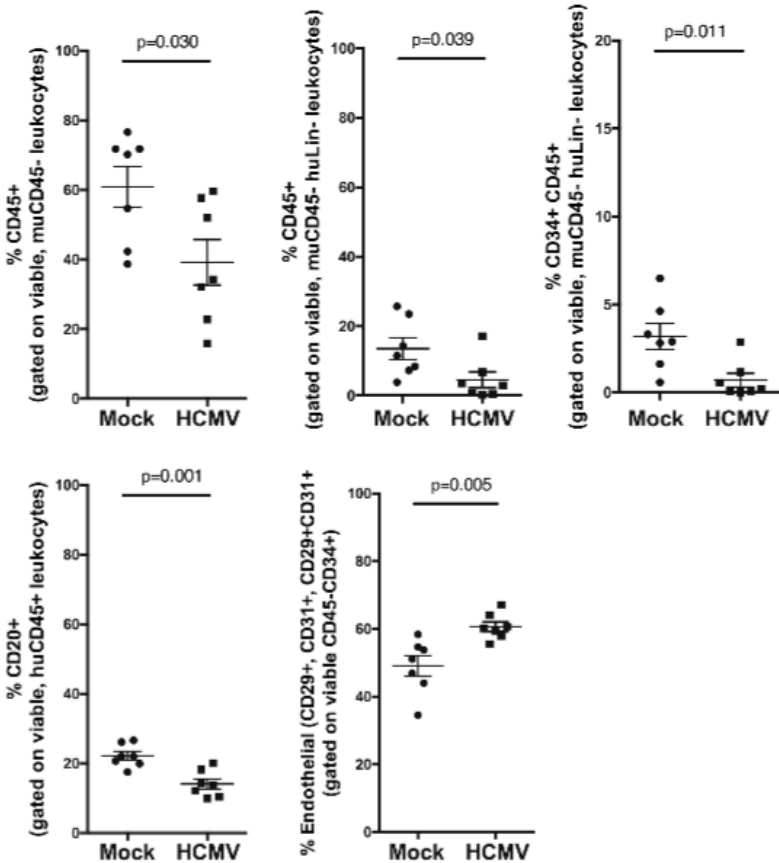 p=0.030
% CD45+
(gated on viable, muCD45- leukocytes)
100
80
60
40
20
0
Mock HCMV
p=0.039
% CD45+
(gated on viable, muCD45- huLin- leukocytes)
100
80
60
40
20
0
Mock HCMV
p=0.011
% CD34+ CD45+
(gated on viable, muCD45- huLin- leukocytes)
20
15
10
5
0
Mock HCMV
p=0.001
% CD20+
(gated on viable, huCD45+ leukocytes)
100
80
60
40
20
0
Mock HCMV
p=0.005
% Endothelial (CD29+, CD31+, CD29+CD31+
(gated on viable CD45-CD34+)
100
80
60
40
20
0
Mock HCMV